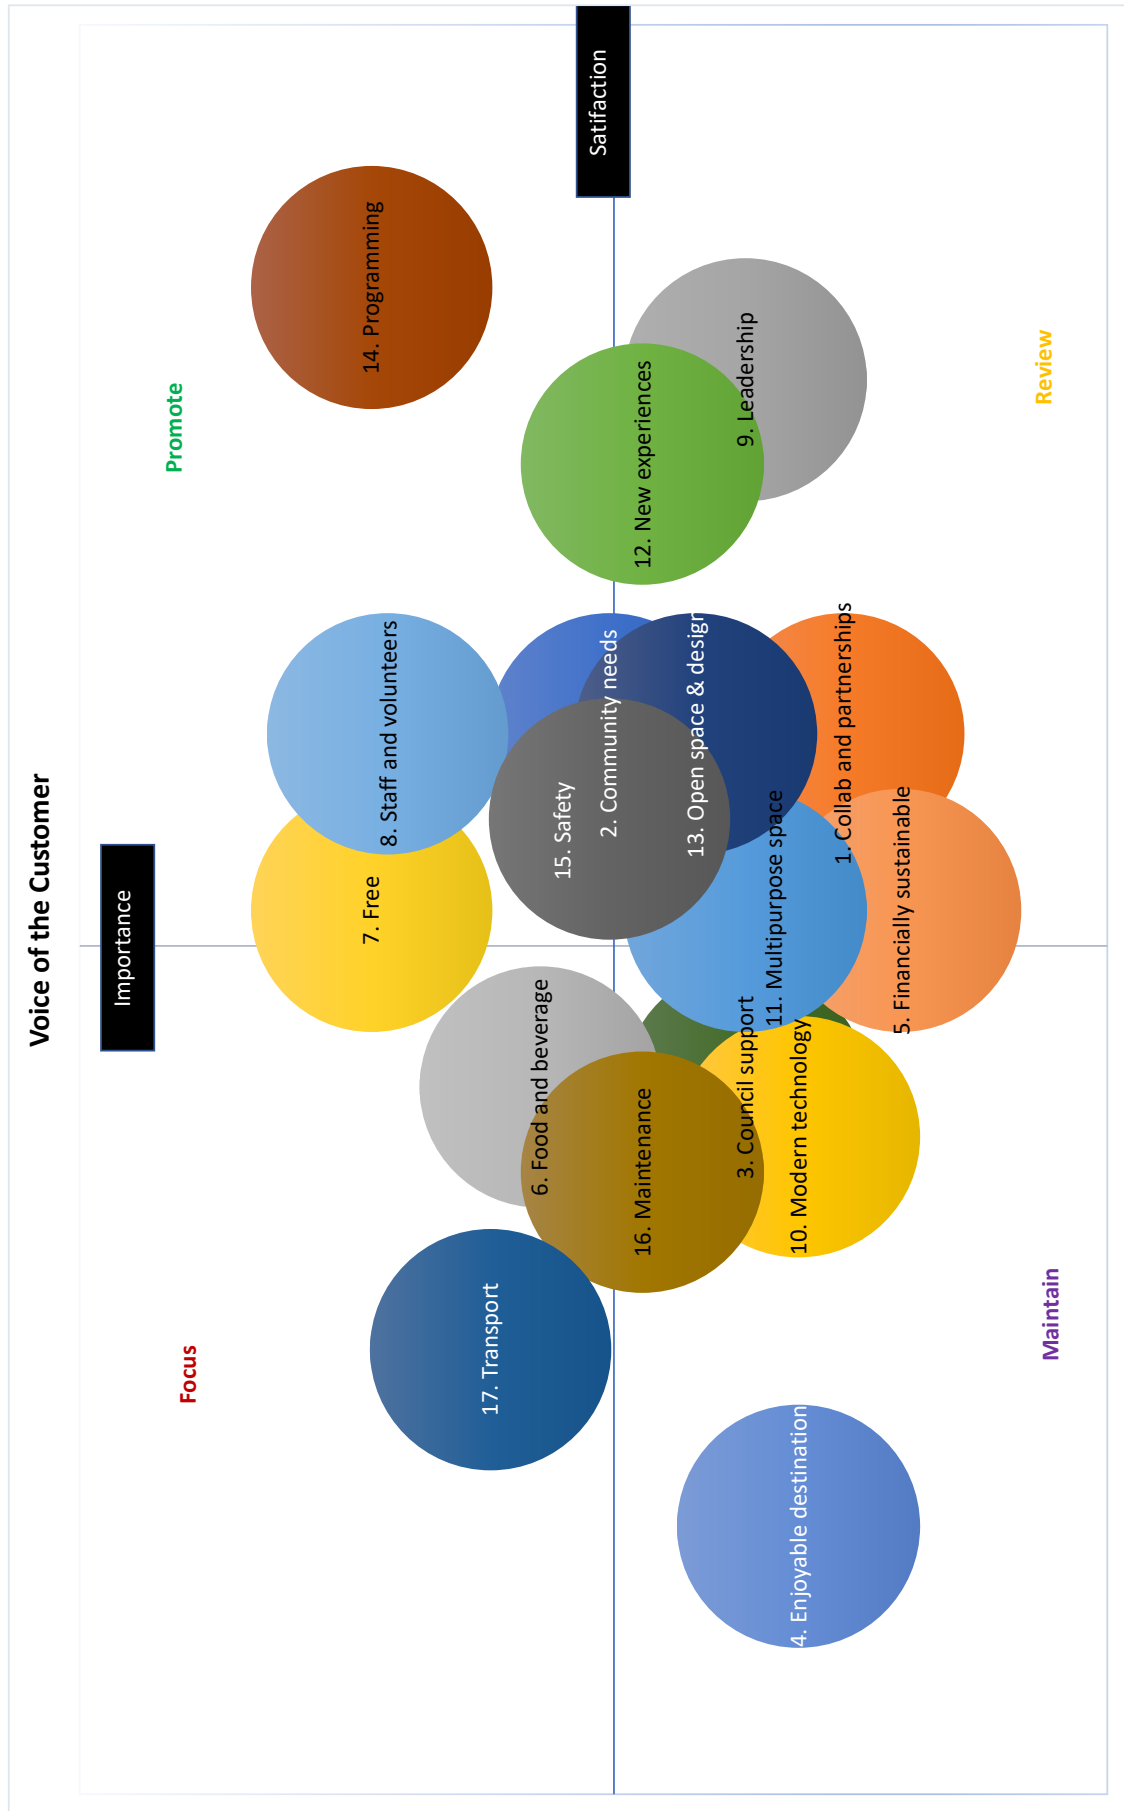 Voice of the Customer
Importance
Focus
Promote
14. Programming
7. Free
8. Staff and volunteers
17. Transport
6. Food and beverage
15. Safety
Satifaction
2. Community needs
16. Maintenance
12. New experiences
13. Open space & design
3. Council support
9. Leadership
11. Multipurpose space
4. Enjoyable destination
10. Modern technology
1. Collab and partnerships
5. Financially sustainable
Maintain
Review